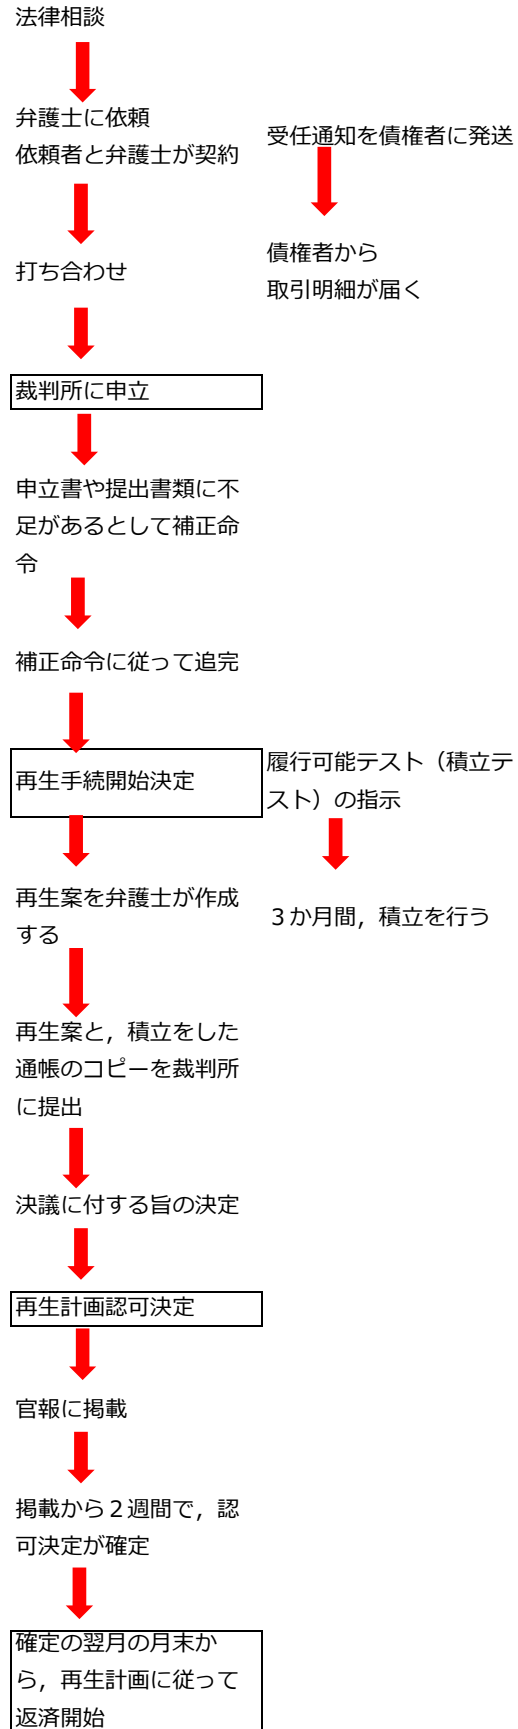 法律相談
弁護士に依頼
依頼者と弁護士が契約
受任通知を債権者に発送
打ち合わせ
債権者から
取引明細が届く
裁判所に申立
申立書や提出書類に不
足があるとして補正命
令
補正命令に従って追完
再生手続開始決定
履行可能テスト（積立テ
スト）の指示
再生案を弁護士が作成
する
３か月間，積立を行う
再生案と，積立をした
通帳のコピーを裁判所
に提出
決議に付する旨の決定
再生計画認可決定
官報に掲載
掲載から２週間で，認
可決定が確定
確定の翌月の月末か
ら，再生計画に従って
返済開始